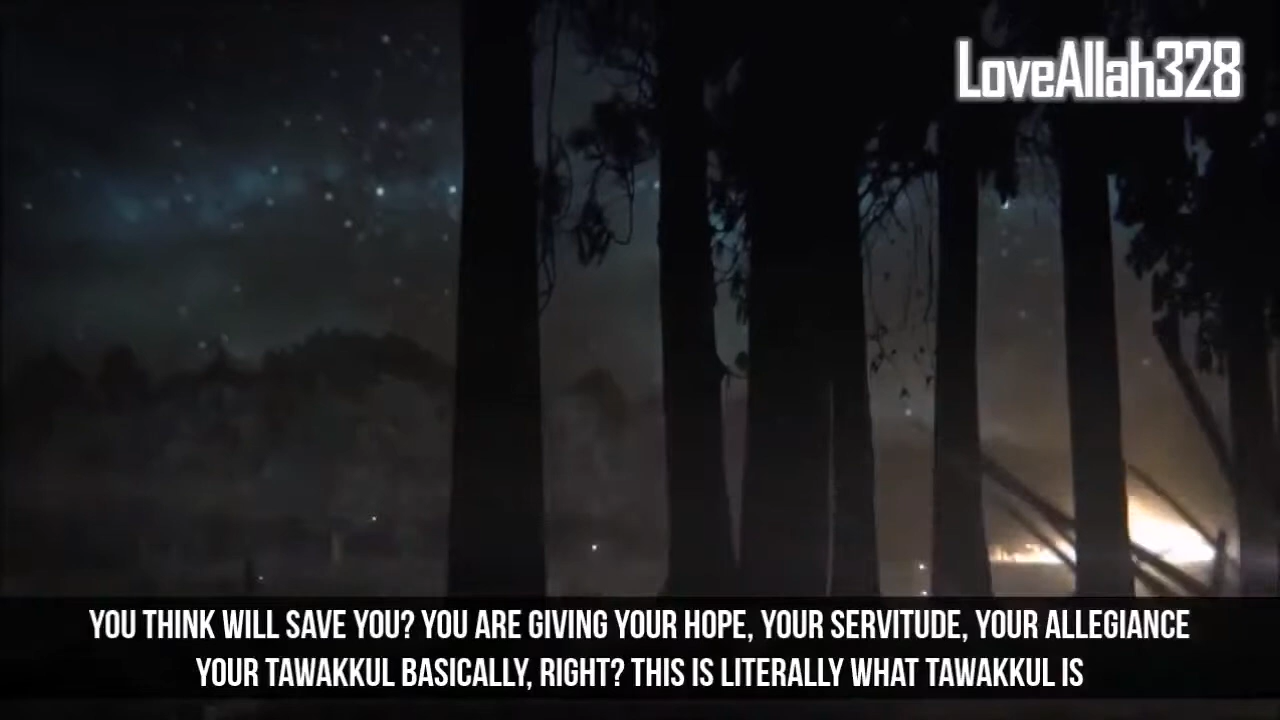 LoveAllah328
YOU THINK WILL SAVE YOU? YOU ARE GIVING YOUR HOPE, YOUR SERVITUDE, YOUR ALLEGIANCE
YOUR TAWAKKUL BASICALLY, RIGHT? THIS IS LITERALLY WHAT TAWAKKUL IS